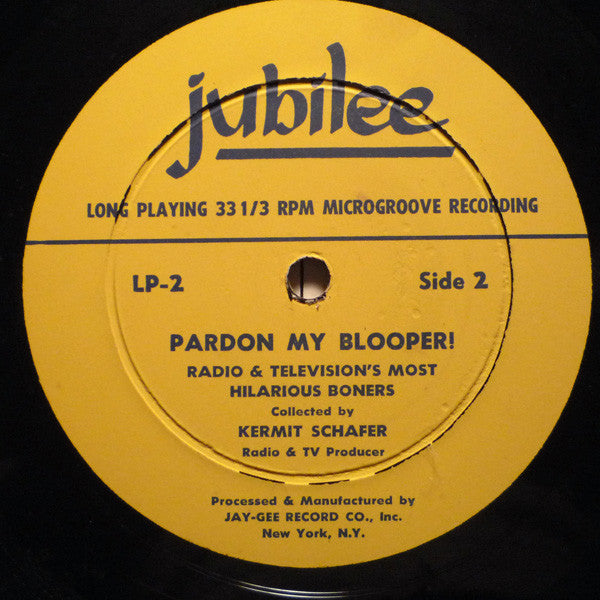 jubilee
LONG PLAYING 33 1/3 RPM MICROGROOVE RECORDING
LP-2 Side 2
PARDON MY BLOOPER!
RADIO & TELEVISION'S MOST
HILARIOUS BONERS
Collected by
KERMIT SCHAFER
Radio & TV Producer
Processed & Manufactured by
JAY-GEE RECORD CO., Inc.
New York, N.Y.